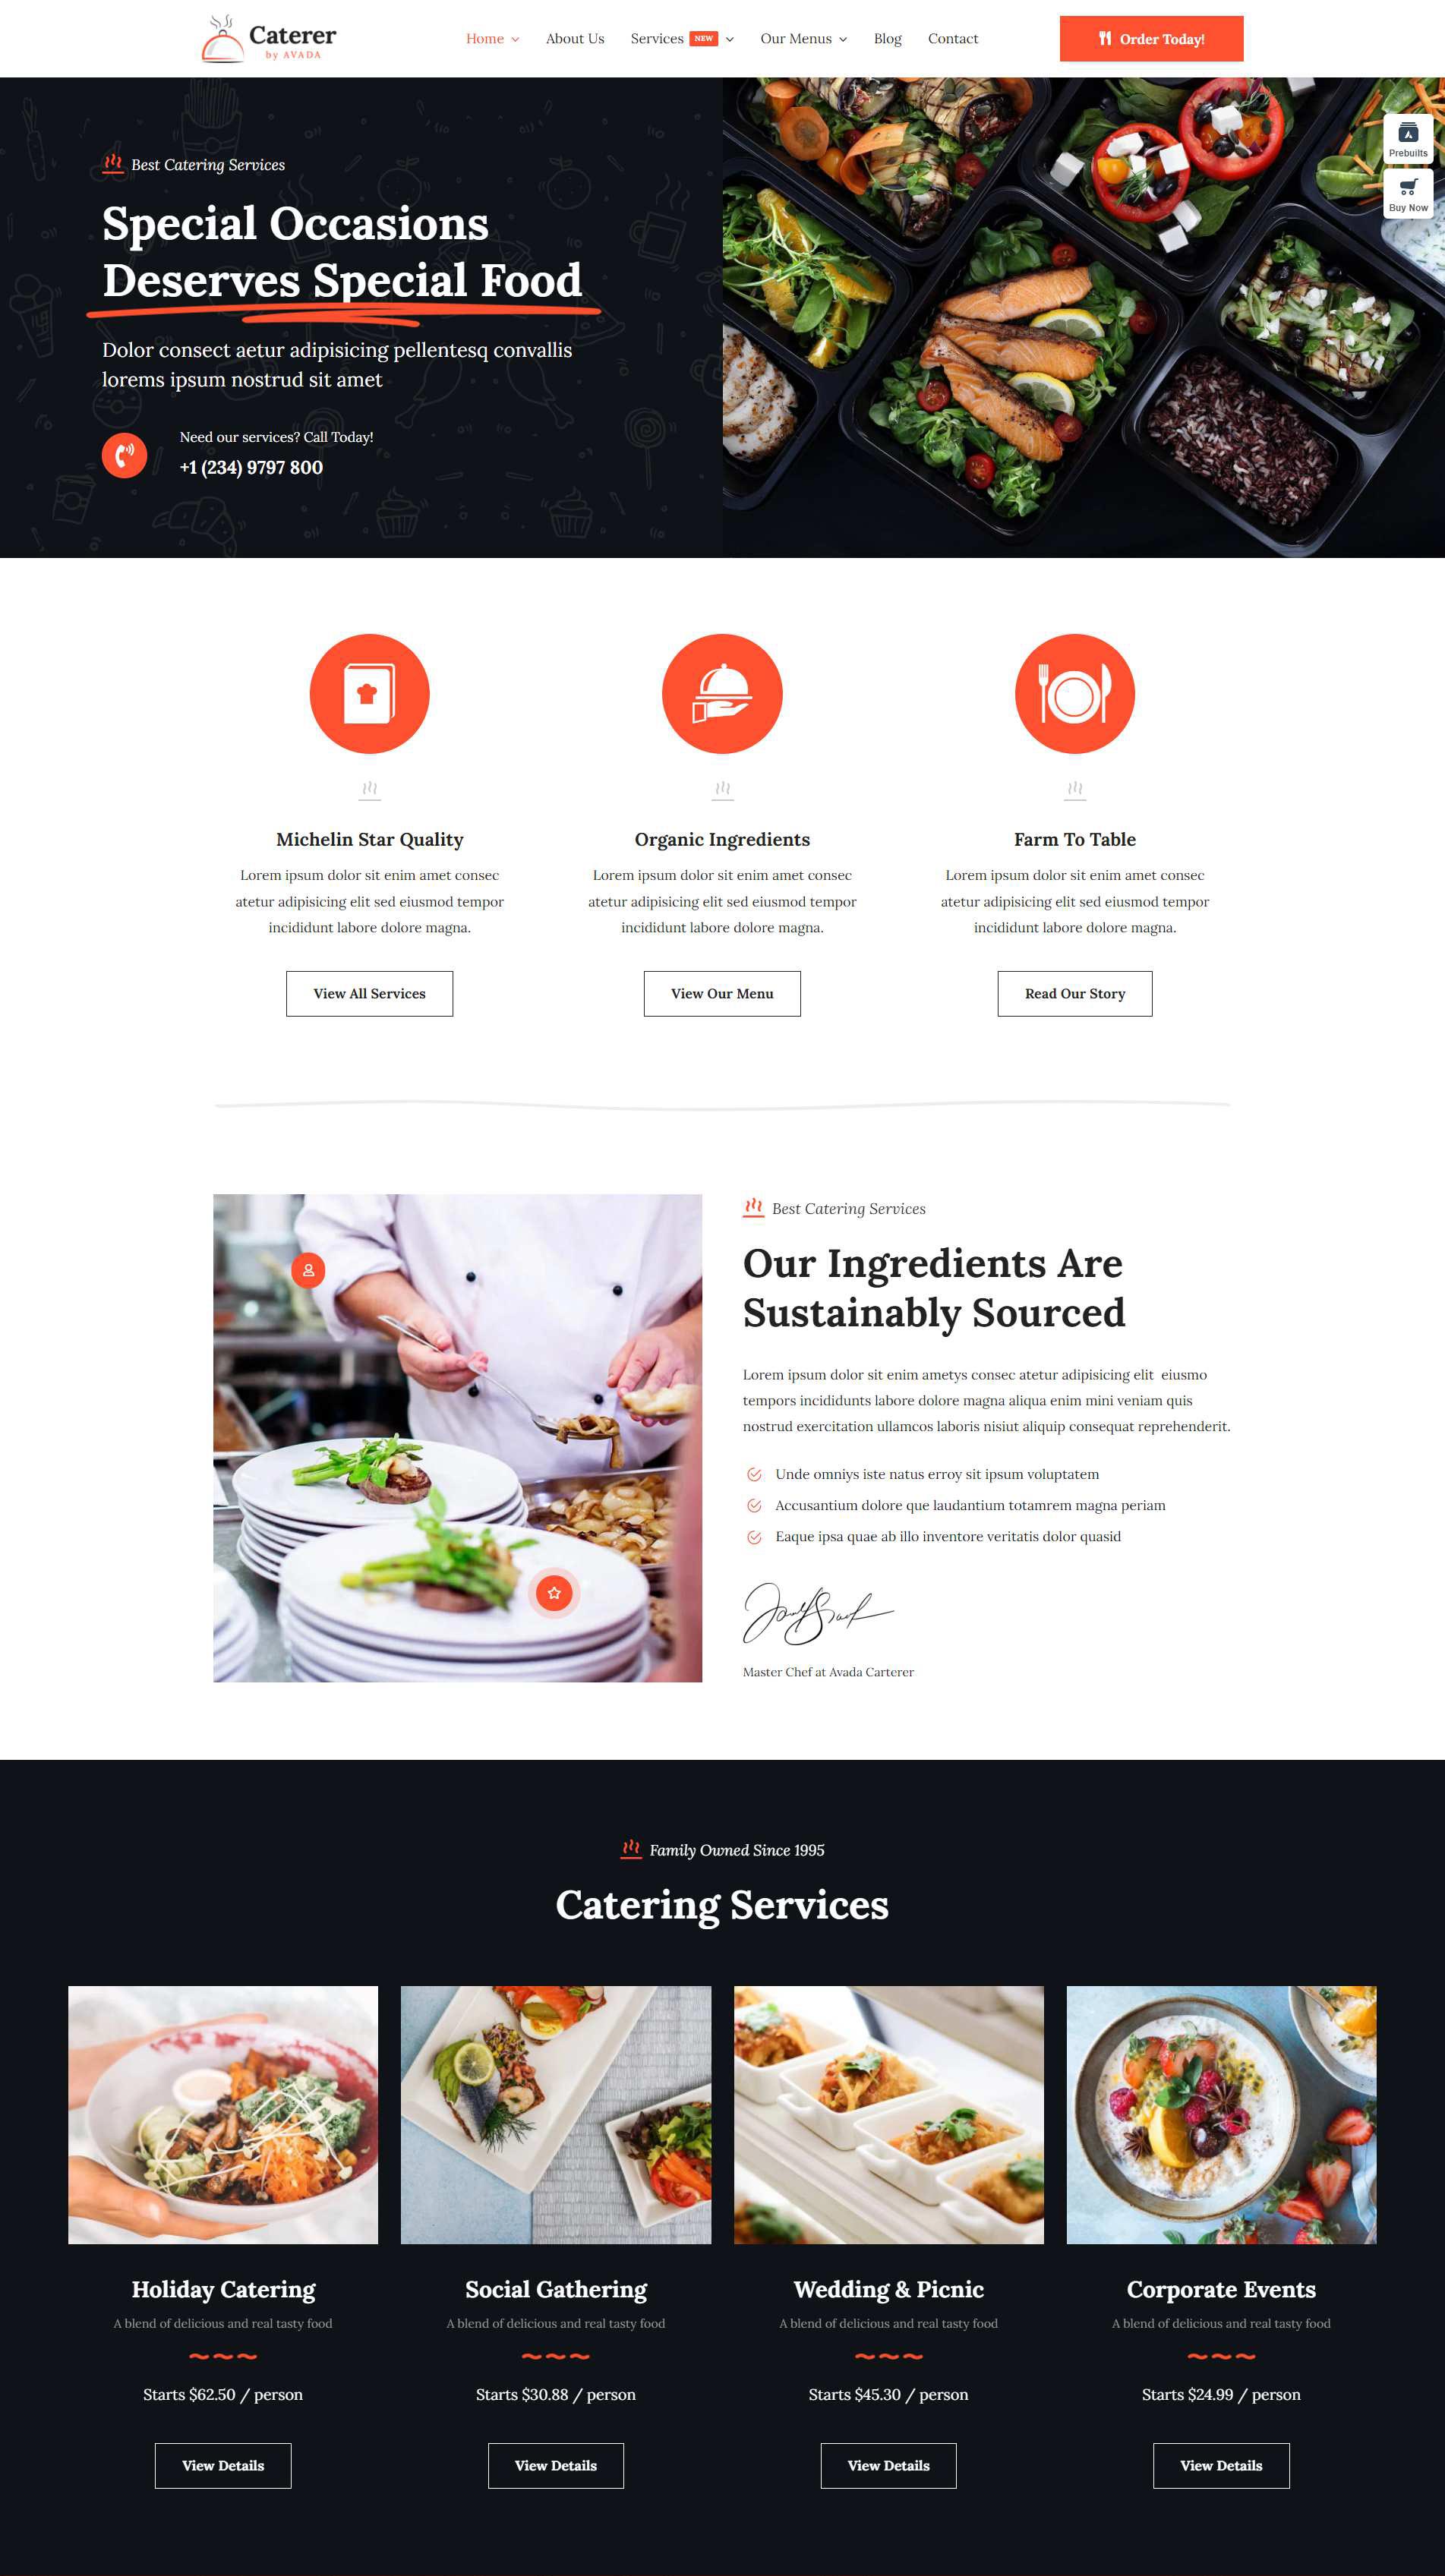 Caterer
by AVADA
Home
About Us
Services NEW
Our Menus
Blog
Contact
Order Today!
Prebuilts
Buy Now
Best Catering Services
Special Occasions
Deserves Special Food
Dolor consect aetur adipisicing pellentesq convallis
lorems ipsum nostrud sit amet
Need our services? Call Today!
+1 (234) 9797 800
Michelin Star Quality
Lorem ipsum dolor sit enim amet consec
atetur adipisicing elit sed eiusmod tempor
incididunt labore dolore magna.
View All Services
Organic Ingredients
Lorem ipsum dolor sit enim amet consec
atetur adipisicing elit sed eiusmod tempor
incididunt labore dolore magna.
View Our Menu
Farm To Table
Lorem ipsum dolor sit enim amet consec
atetur adipisicing elit sed eiusmod tempor
incididunt labore dolore magna.
Read Our Story
Best Catering Services
Our Ingredients Are
Sustainably Sourced
Lorem ipsum dolor sit enim ametys consec atetur adipisicing elit eiusmo
tempors incididunts labore dolore magna aliqua enim mini veniam quis
nostrud exercitation ullamcos laboris nisiut aliquip consequat reprehenderit.
Unde omniys iste natus erroy sit ipsum voluptatem
Accusantium dolore que laudantium totamrem magna periam
Eaque ipsa quae ab illo inventore veritatis dolor quasid
Master Chef at Avada Carterer
Family Owned Since 1995
Catering Services
Holiday Catering
A blend of delicious and real tasty food
Starts $62.50 / person
View Details
Social Gathering
A blend of delicious and real tasty food
Starts $30.88 / person
View Details
Wedding & Picnic
A blend of delicious and real tasty food
Starts $45.30 / person
View Details
Corporate Events
A blend of delicious and real tasty food
Starts $24.99 / person
View Details